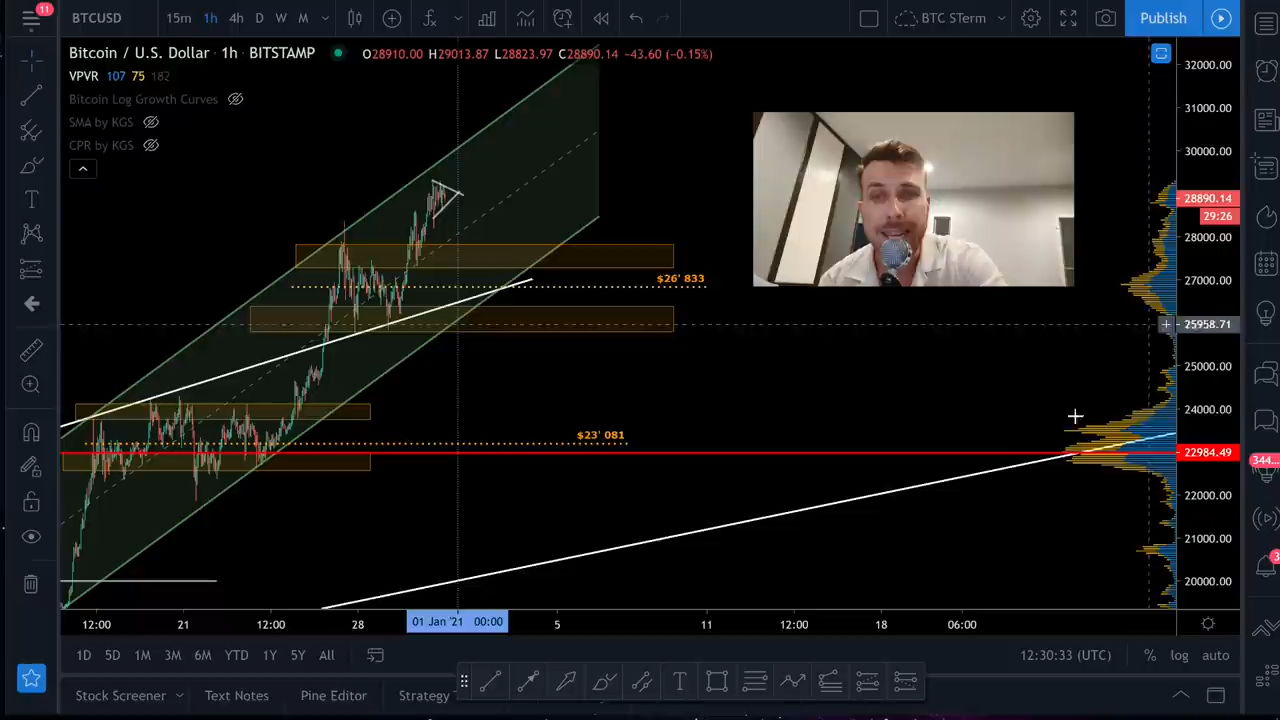 11
BTCUSD 15m 1h 4h D W M BTC STerm Publish
Bitcoin / U.S. Dollar · 1h · BITSTAMP O28910.00 H29013.87 L28823.97 C28890.14 −43.60 (−0.15%)
VPVR 107 75 182
Bitcoin Log Growth Curves
SMA by KGS
CPR by KGS
32000.00
31000.00
30000.00
28890.14
29:26
28000.00
27000.00
25958.71
25000.00
24000.00
22984.49
22000.00
21000.00
20000.00
$26' 833
$23' 081
344...
12:00 21 12:00 28 01 Jan '21 00:00 5 11 12:00 18 06:00
1D 5D 1M 3M 6M YTD 1Y 5Y All 12:30:33 (UTC) % log auto
Stock Screener Text Notes Pine Editor Strategy